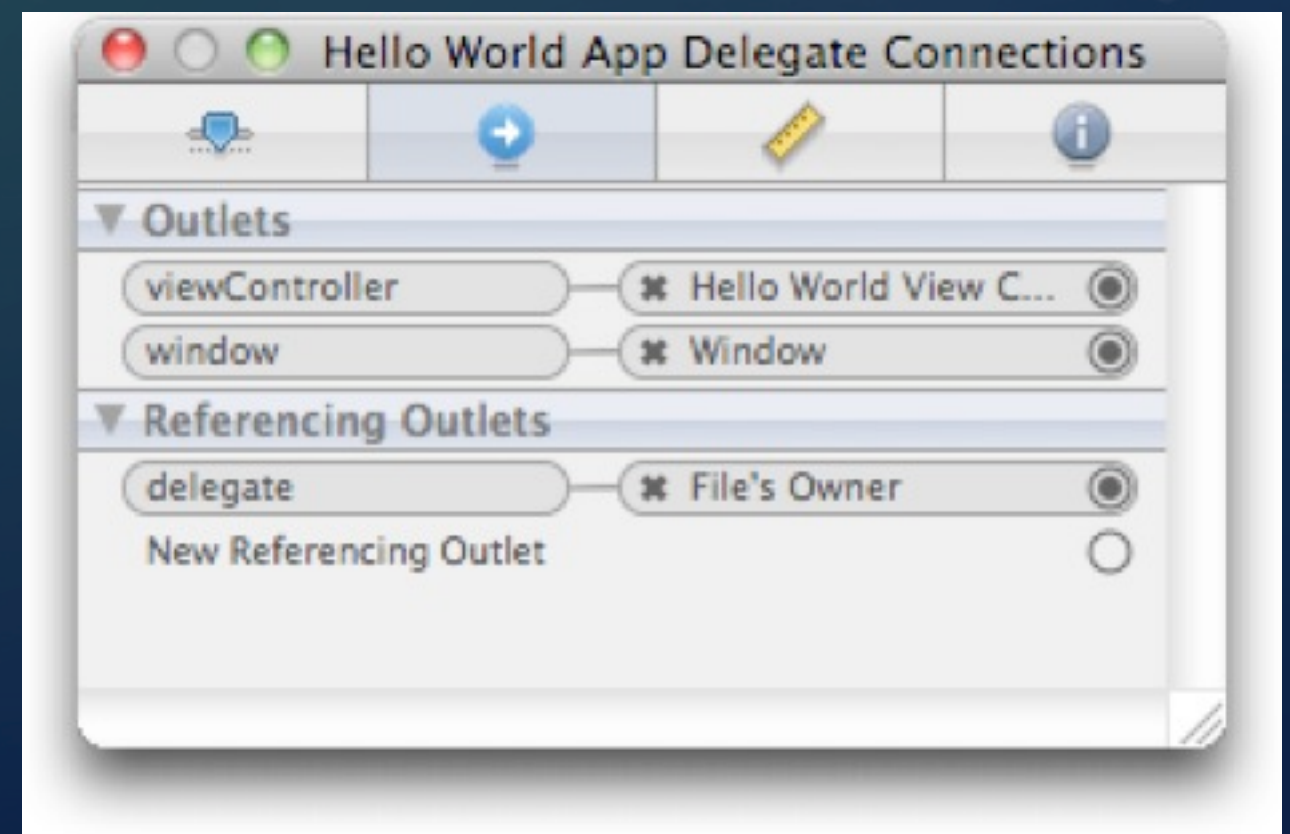 Hello World App Delegate Connections
Outlets
viewController
Hello World View C...
window
Window
Referencing Outlets
delegate
File's Owner
New Referencing Outlet